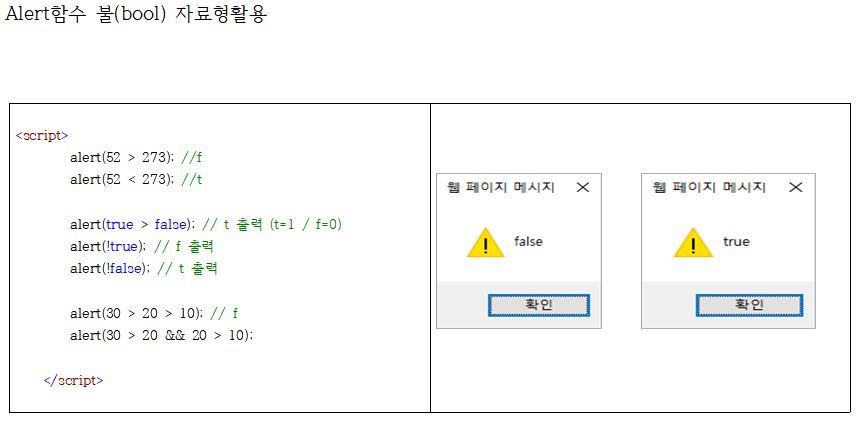 Alert함수 불(bool) 자료형활용
<script>
alert(52 > 273); //f
alert(52 < 273); //t
alert(true > false); // t 출력 (t=1 / f=0)
alert(!true); // f 출력
alert(!false); // t 출력
alert(30 > 20 > 10); // f
alert(30 > 20 && 20 > 10);
</script>
웹 페이지 메시지
false
확인
웹 페이지 메시지
true
확인